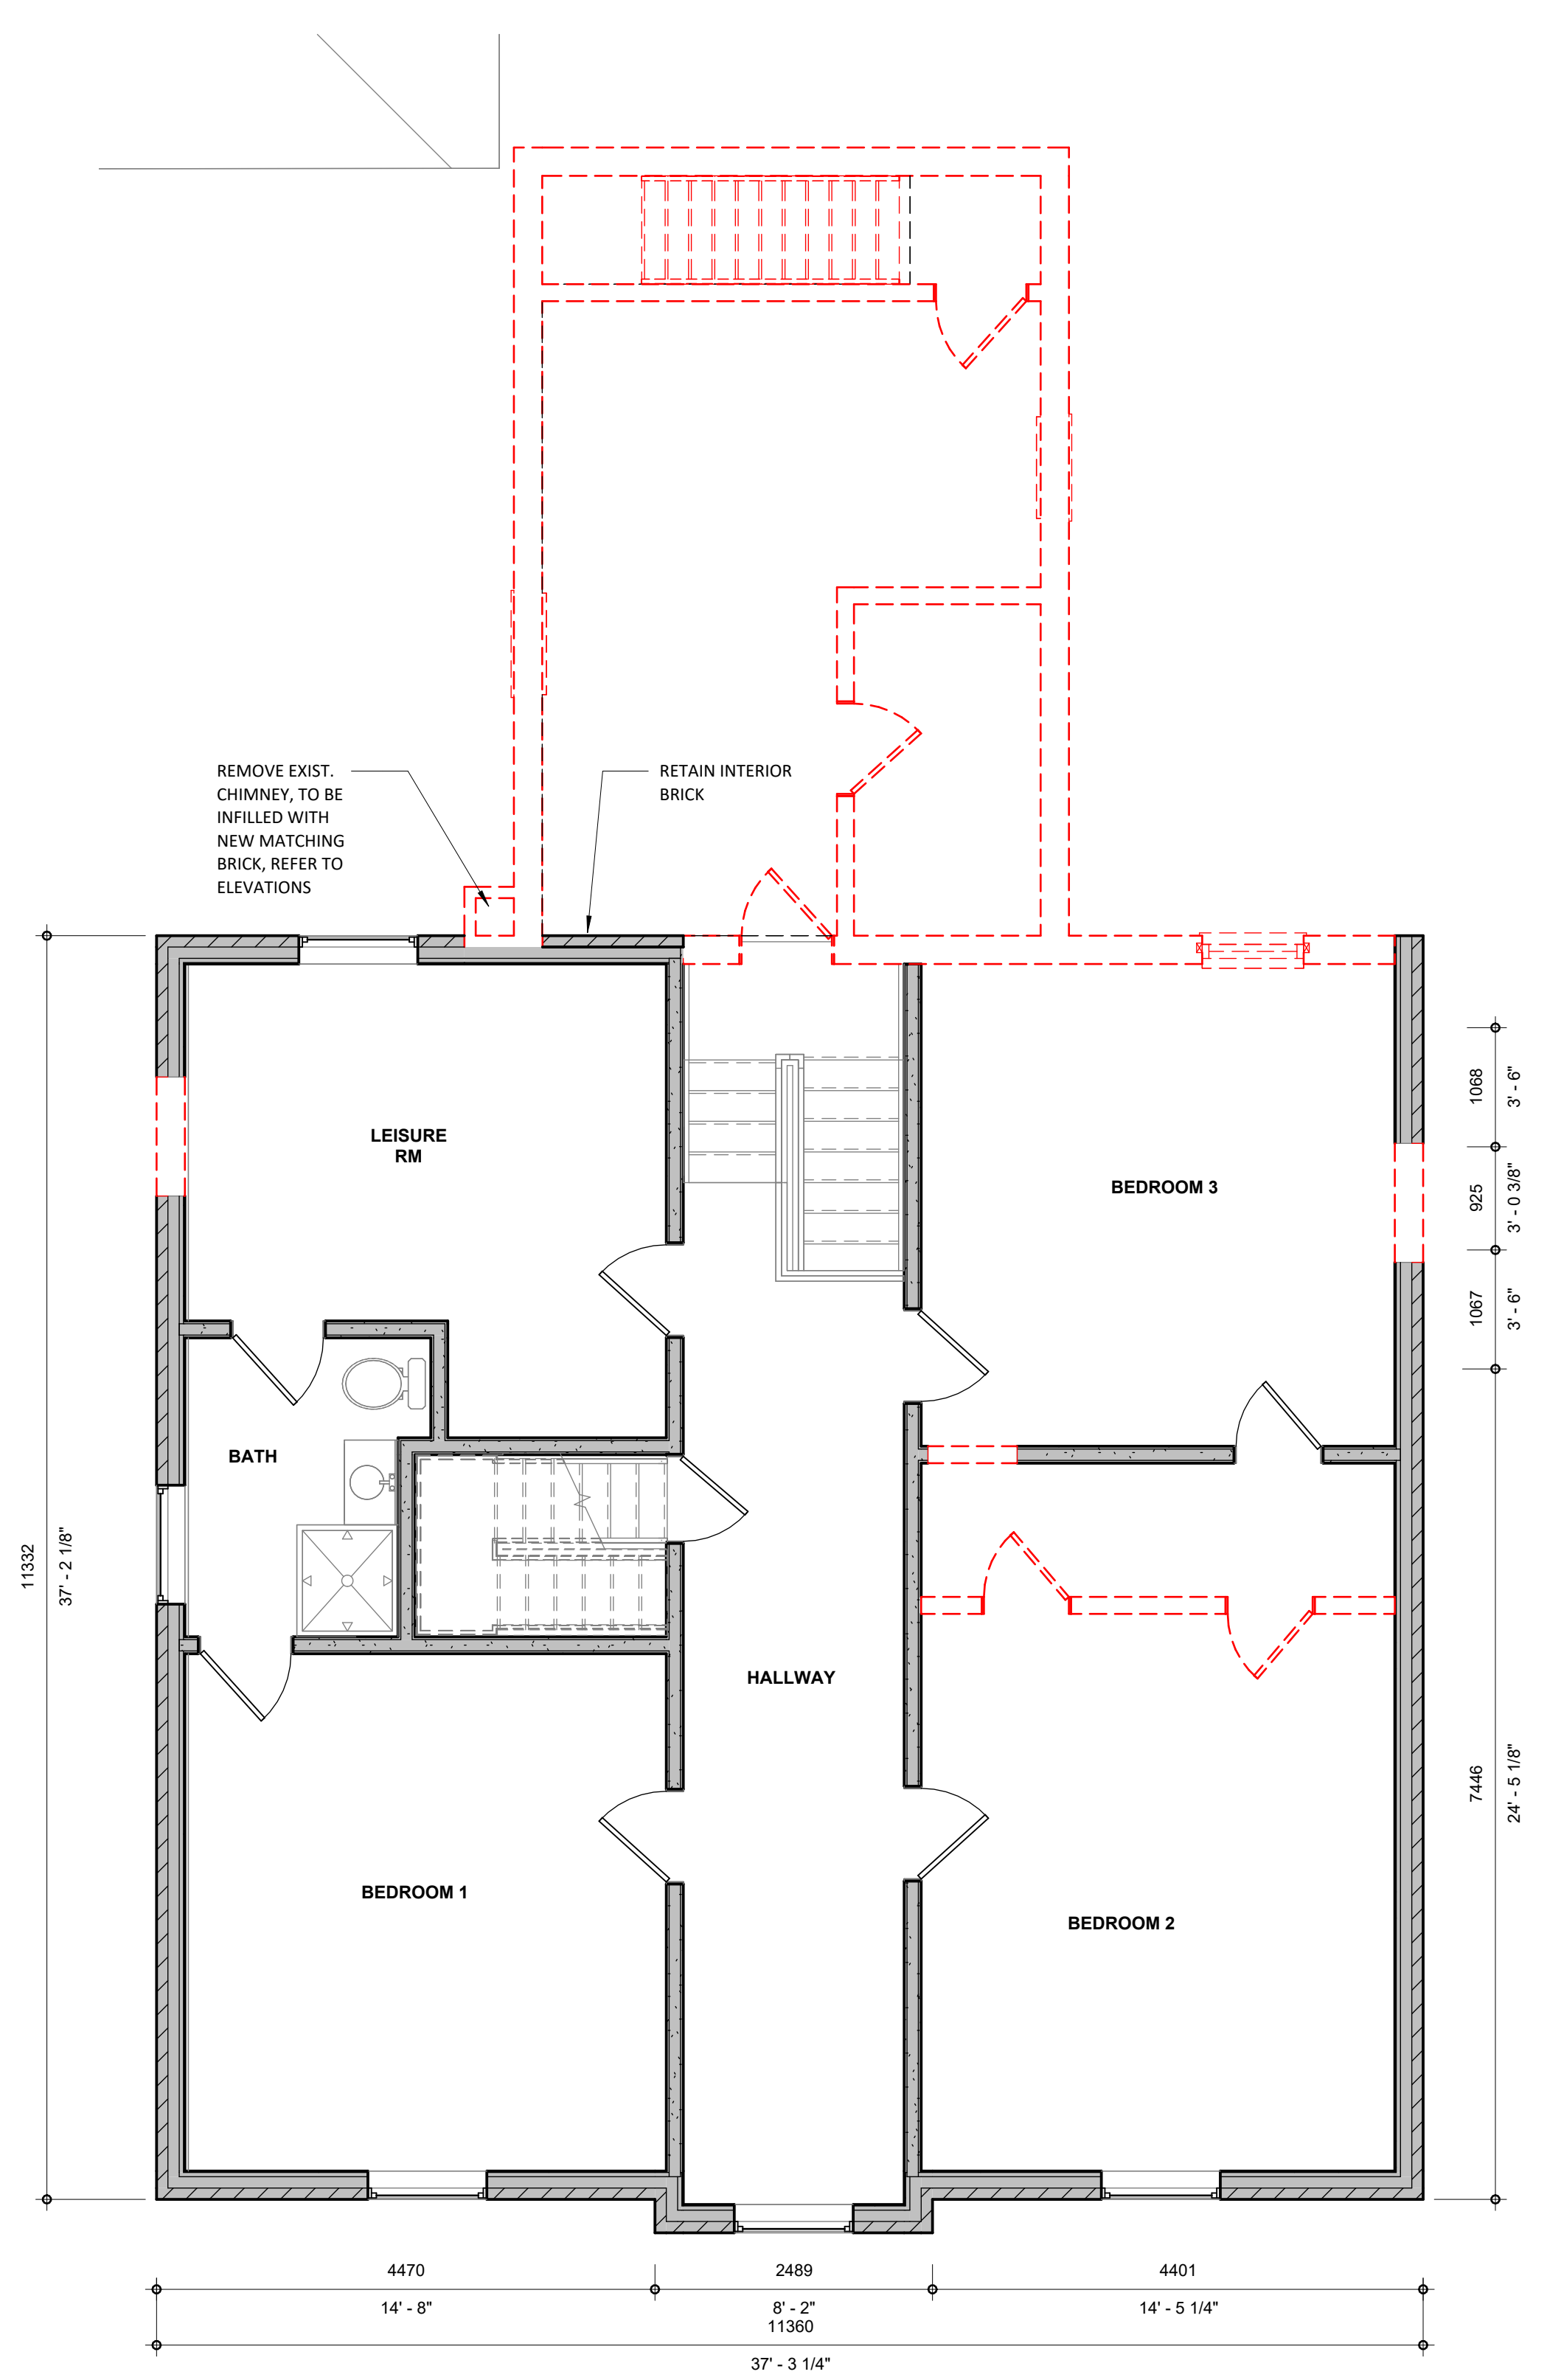 REMOVE EXIST.
CHIMNEY, TO BE
INFILLED WITH
NEW MATCHING
BRICK, REFER TO
ELEVATIONS
RETAIN INTERIOR
BRICK
LEISURE
RM
BEDROOM 3
BATH
HALLWAY
BEDROOM 1
BEDROOM 2
11332
37' - 2 1/8"
1068
3' - 6"
925
3' - 0 3/8"
1067
3' - 6"
7446
24' - 5 1/8"
4470
14' - 8"
2489
8' - 2"
4401
14' - 5 1/4"
11360
37' - 3 1/4"